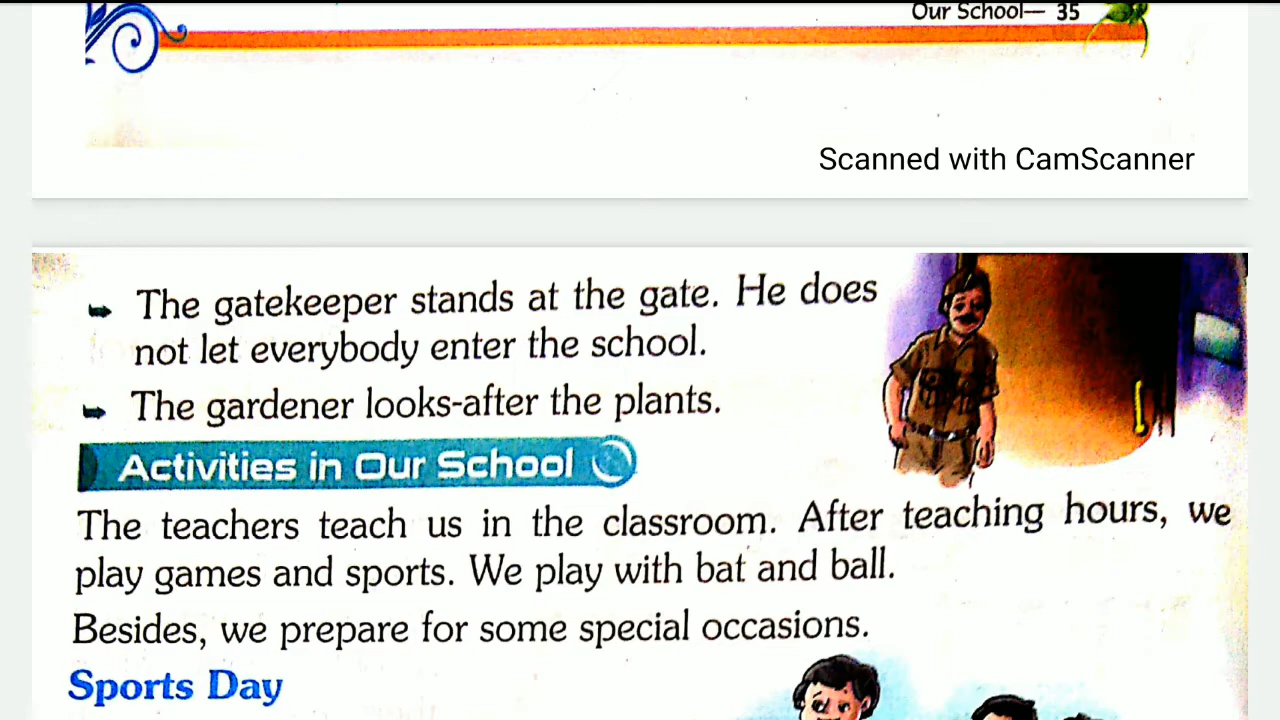 Our School— 35
Scanned with CamScanner
➥ The gatekeeper stands at the gate. He does
not let everybody enter the school.
➥ The gardener looks-after the plants.
Activities in Our School
The teachers teach us in the classroom. After teaching hours, we
play games and sports. We play with bat and ball.
Besides, we prepare for some special occasions.
Sports Day